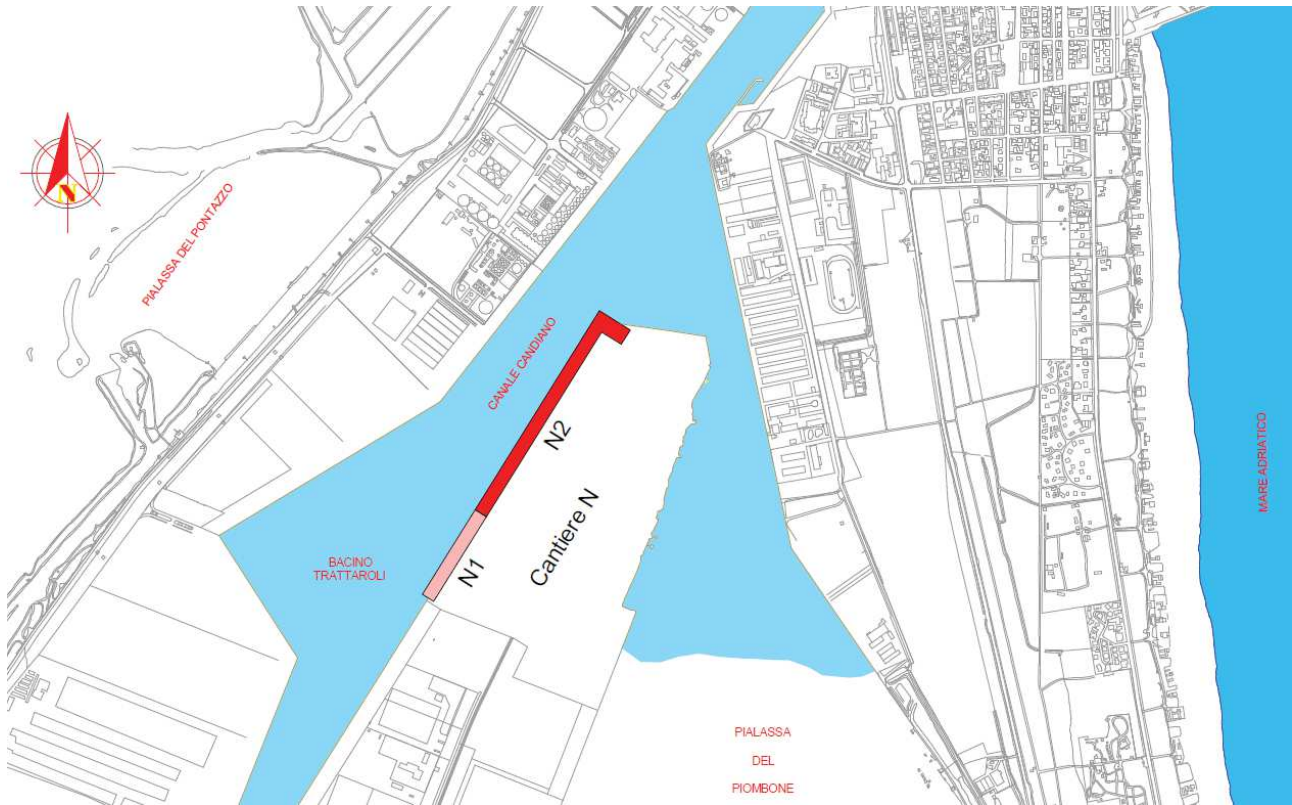 N
PIALASSA DEL PONTAZZO
CANALE CANDIANO
N2
MARE ADRIATICO
Cantiere N
BACINO
TRATTAROLI
N1
PIALASSA
DEL
PIOMBONE